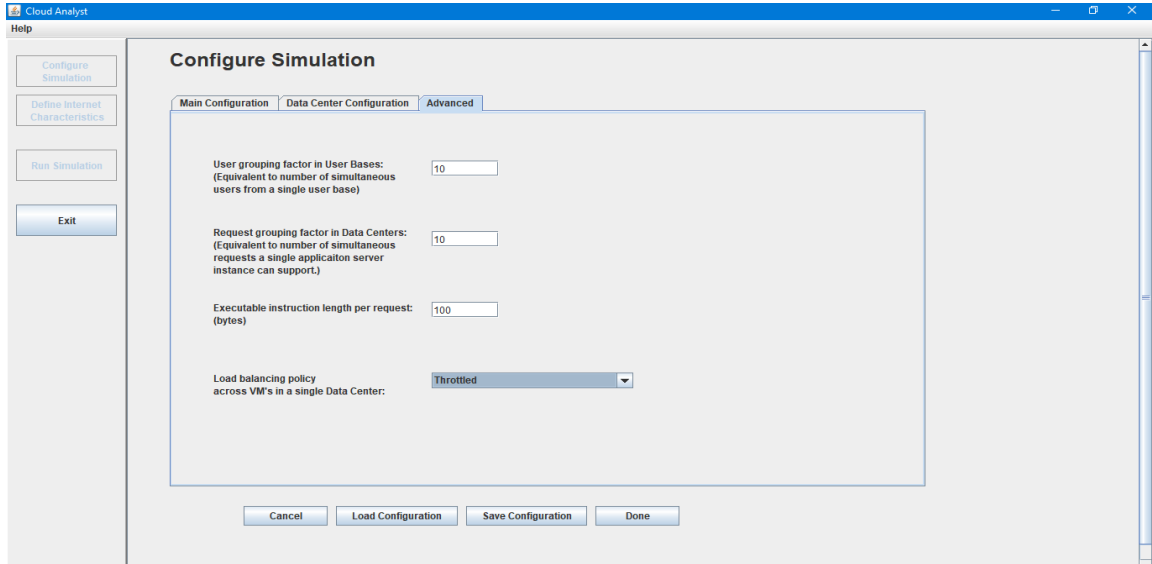 Cloud Analyst
Help
Configure
Simulation
Define Internet
Characteristics
Run Simulation
Exit
Configure Simulation
Main Configuration
Data Center Configuration
Advanced
User grouping factor in User Bases:
(Equivalent to number of simultaneous
users from a single user base)
10
Request grouping factor in Data Centers:
(Equivalent to number of simultaneous
requests a single applicaiton server
instance can support.)
10
Executable instruction length per request:
(bytes)
100
Load balancing policy
across VM's in a single Data Center:
Throttled
Cancel
Load Configuration
Save Configuration
Done